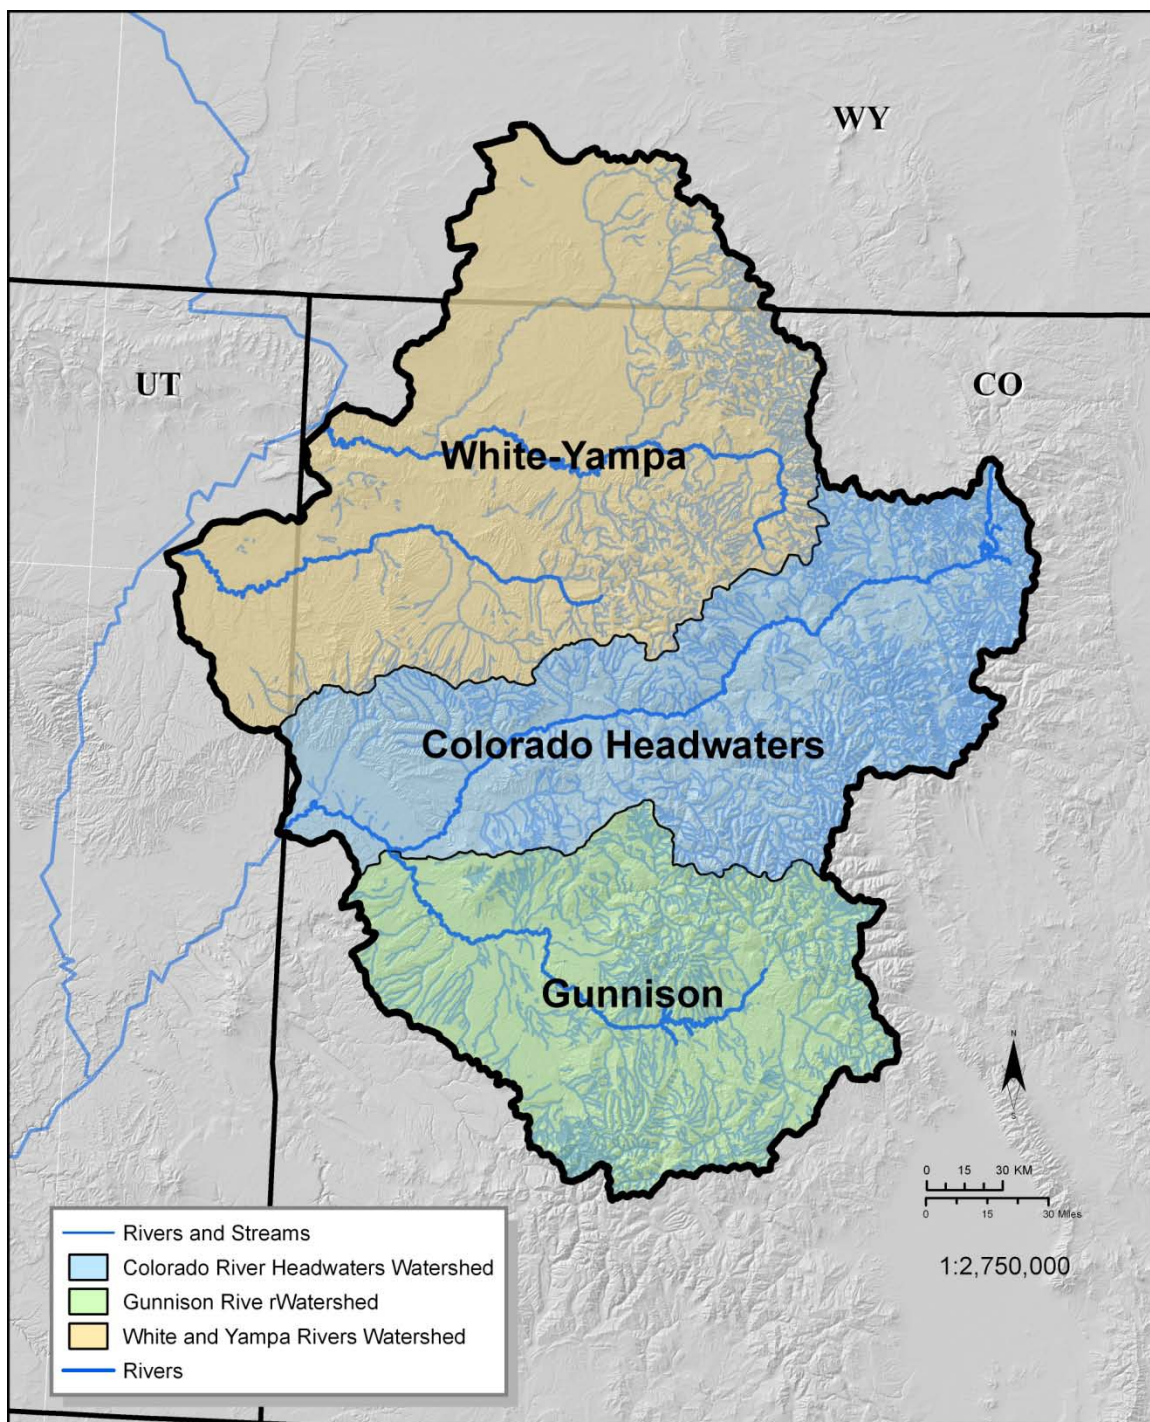 WY
UT
CO
White-Yampa
Colorado Headwaters
Gunnison
N
S
0 15 30 KM
0 15 30 Miles
1:2,750,000
Rivers and Streams
Colorado River Headwaters Watershed
Gunnison Rive rWatershed
White and Yampa Rivers Watershed
Rivers